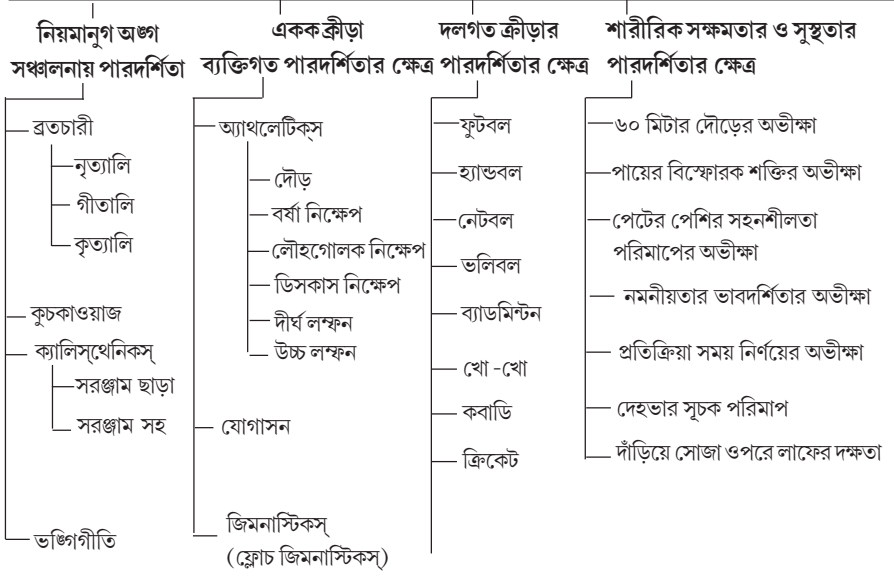 নিয়মানুগ অঙ্গ
সঞ্চালনায় পারদর্শিতা
ব্রতচারী
নৃত্যালি
গীতালি
কৃত্যালি
কুচকাওয়াজ
ক্যালিস্‌থেনিকস্
সরঞ্জাম ছাড়া
সরঞ্জাম সহ
ভঙ্গিগীতি
একক ক্রীড়া
ব্যক্তিগত পারদর্শিতার ক্ষেত্র
অ্যাথলেটিক্‌স
দৌড়
বর্ষা নিক্ষেপ
লৌহগোলক নিক্ষেপ
ডিসকাস নিক্ষেপ
দীর্ঘ লম্ফন
উচ্চ লম্ফন
যোগাসন
জিমনাস্টিকস্
(ফ্লোচ জিমনাস্টিকস্)
দলগত ক্রীড়ার
পারদর্শিতার ক্ষেত্র
ফুটবল
হ্যান্ডবল
নেটবল
ভলিবল
ব্যাডমিন্টন
খো -খো
কবাডি
ক্রিকেট
শারীরিক সক্ষমতার ও সুস্থতার
পারদর্শিতার ক্ষেত্র
৬০ মিটার দৌড়ের অভীক্ষা
পায়ের বিস্ফোরক শক্তির অভীক্ষা
পেটের পেশির সহনশীলতা
পরিমাপের অভীক্ষা
নমনীয়তার ভাবদর্শিতার অভীক্ষা
প্রতিক্রিয়া সময় নির্ণয়ের অভীক্ষা
দেহভার সূচক পরিমাপ
দাঁড়িয়ে সোজা ওপরে লাফের দক্ষতা